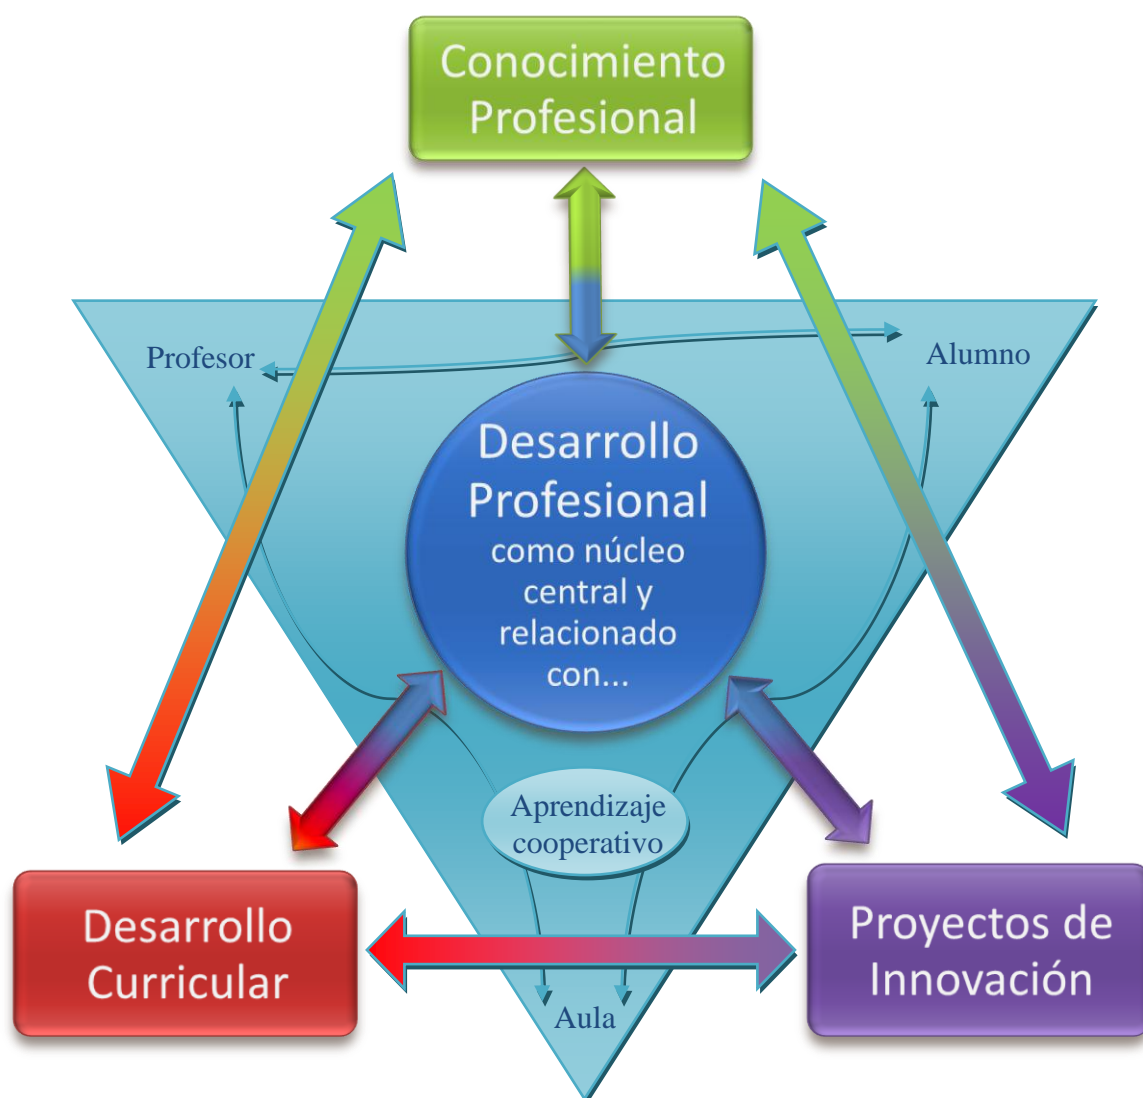 Conocimiento
Profesional
Profesor
Alumno
Desarrollo
Profesional
como núcleo
central y
relacionado
con...
Aprendizaje
cooperativo
Desarrollo
Curricular
Proyectos de
Innovación
Aula